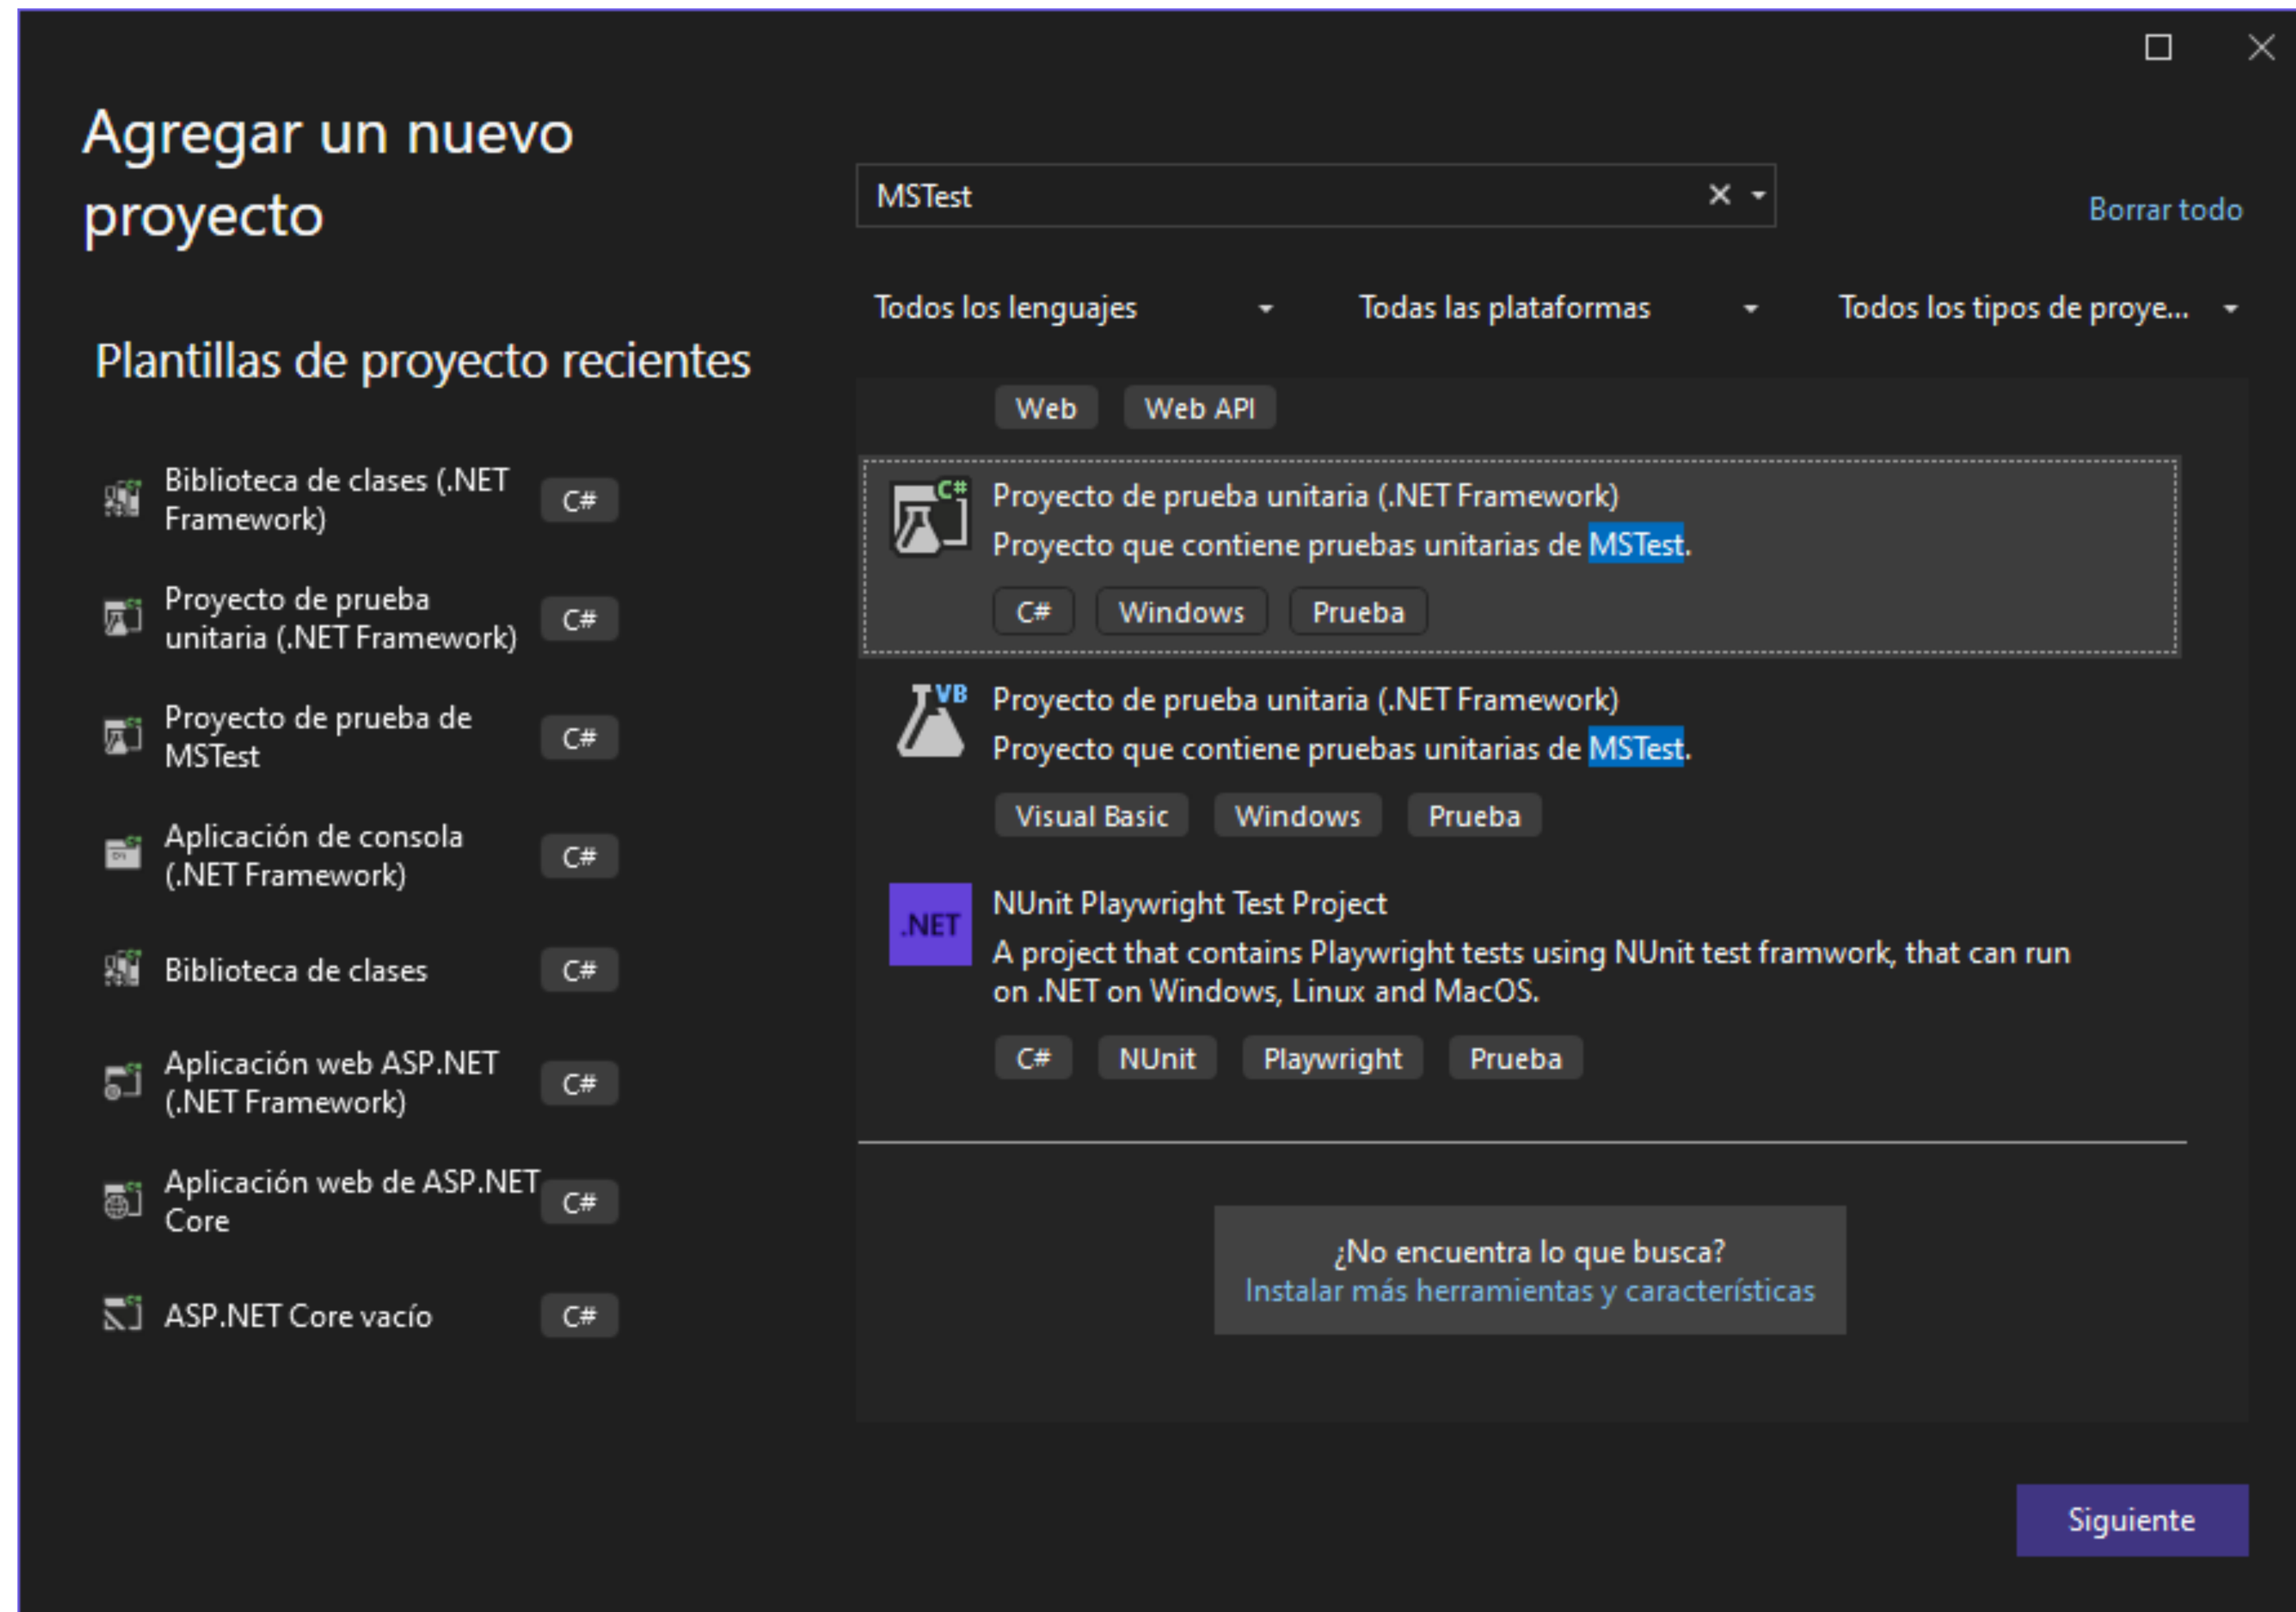 Agregar un nuevo
proyecto
MSTest
Borrar todo
Todos los lenguajes
Todas las plataformas
Todos los tipos de proye...
Plantillas de proyecto recientes
Biblioteca de clases (.NET
Framework)
C#
Proyecto de prueba
unitaria (.NET Framework)
C#
Proyecto de prueba de
MSTest
C#
Aplicación de consola
(.NET Framework)
C#
Biblioteca de clases
C#
Aplicación web ASP.NET
(.NET Framework)
C#
Aplicación web de ASP.NET
Core
C#
ASP.NET Core vacío
C#
Web Web API
C#
Proyecto de prueba unitaria (.NET Framework)
Proyecto que contiene pruebas unitarias de MSTest.
C# Windows Prueba
VB
Proyecto de prueba unitaria (.NET Framework)
Proyecto que contiene pruebas unitarias de MSTest.
Visual Basic Windows Prueba
.NET
NUnit Playwright Test Project
A project that contains Playwright tests using NUnit test framwork, that can run
on .NET on Windows, Linux and MacOS.
C# NUnit Playwright Prueba
¿No encuentra lo que busca?
Instalar más herramientas y características
Siguiente